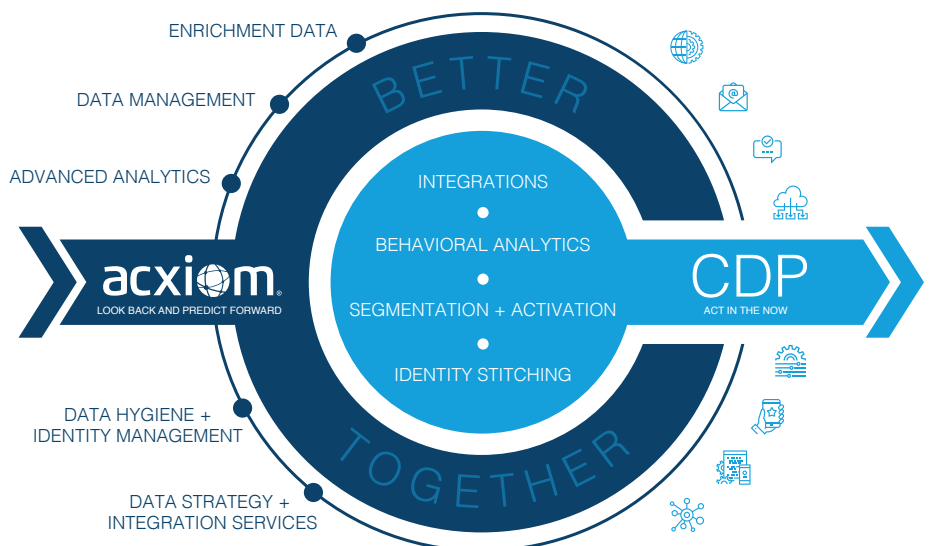 ENRICHMENT DATA
DATA MANAGEMENT
ADVANCED ANALYTICS
BETTER
INTEGRATIONS
BEHAVIORAL ANALYTICS
SEGMENTATION + ACTIVATION
IDENTITY STITCHING
acxiom®
LOOK BACK AND PREDICT FORWARD
CDP
ACT IN THE NOW
DATA HYGIENE +
IDENTITY MANAGEMENT
DATA STRATEGY +
INTEGRATION SERVICES
TOGETHER